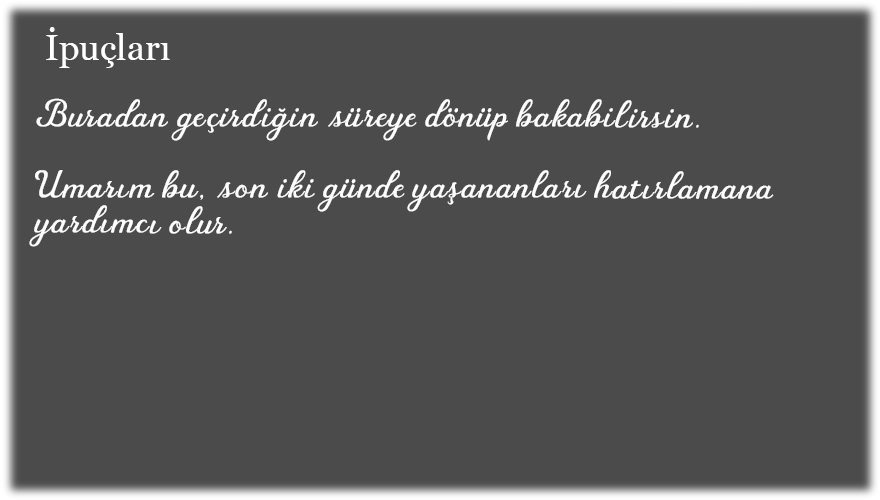 İpuçları
Buradan geçirdiğin süreye dönüp bakabilirsin.
Umarım bu, son iki günde yaşananları hatırlamana
yardımcı olur.